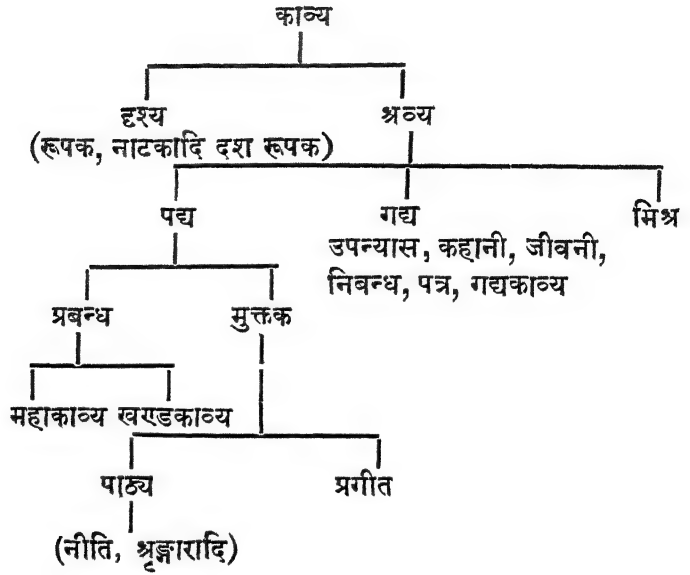 काव्य
दृश्य श्रव्य
(रूपक, नाटकादि दश रूपक)
पद्य गद्य मिश्र
उपन्यास, कहानी, जीवनी,
निबन्ध, पत्र, गद्यकाव्य
प्रबन्ध मुक्तक
महाकाव्य खण्डकाव्य
पाठ्य प्रगीत
(नीति, श्रृङ्गारादि)